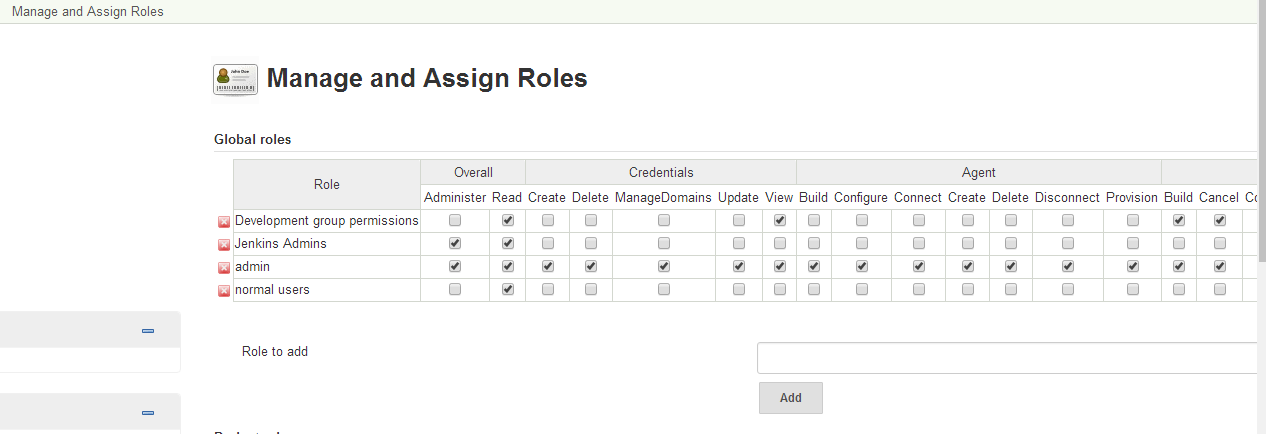 Manage and Assign Roles
John Doe
Manage and Assign Roles
Global roles
Role Overall Credentials Agent
Administer Read Create Delete ManageDomains Update View Build Configure Connect Create Delete Disconnect Provision Build Cancel
Development group permissions
Jenkins Admins
admin
normal users
Role to add
Add